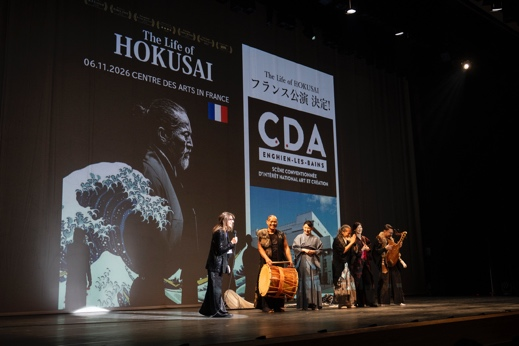 The Life of
HOKUSAI
06.11.2026 CENTRE DES ARTS IN FRANCE
The Life of HOKUSAI
フランス公演 決定!
CDA
ENGHIEN-LES-BAINS
SCÈNE CONVENTIONNÉE
D'INTÉRÊT NATIONAL ART ET CRÉATION